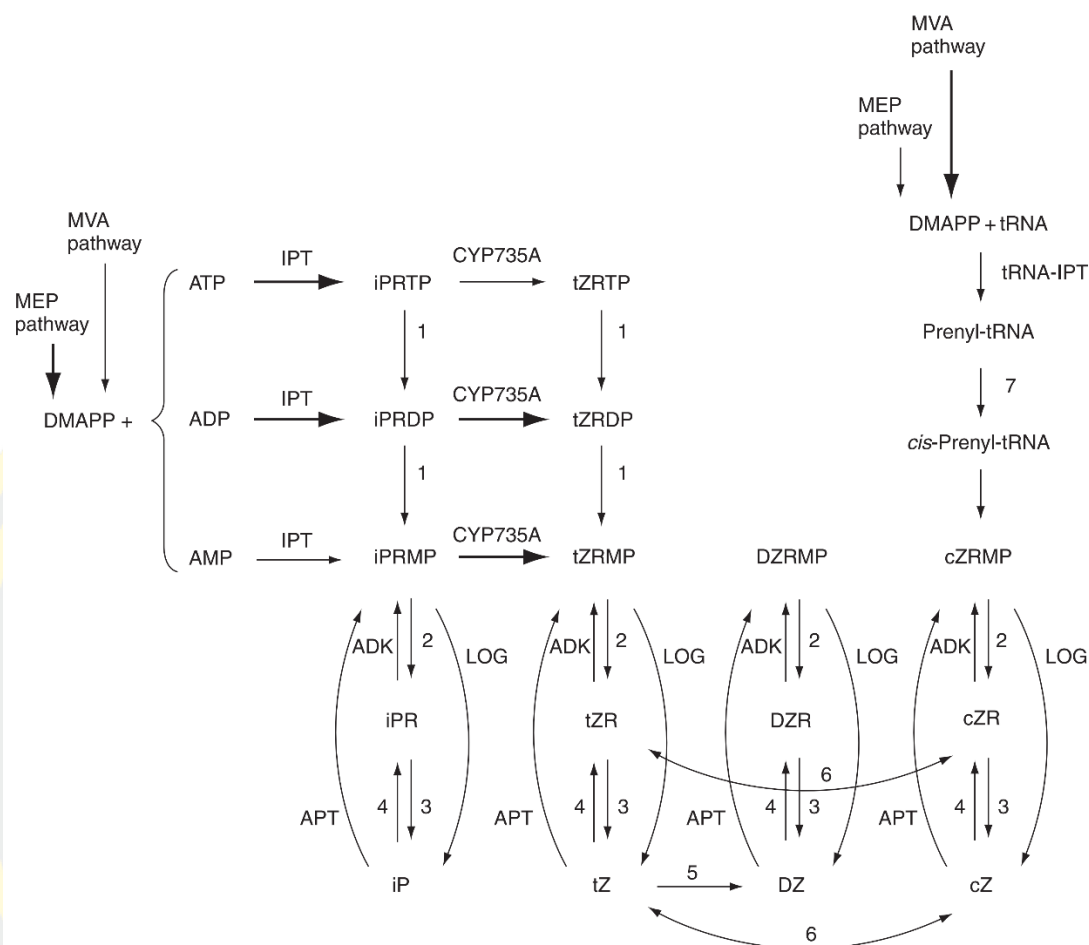 MVA
pathway
MEP
pathway
DMAPP + tRNA
tRNA-IPT
Prenyl-tRNA
7
cis-Prenyl-tRNA
MVA
pathway
MEP
pathway
DMAPP +
ATP IPT iPRTP CYP735A tZRTP
1 1
ADP IPT iPRDP CYP735A tZRDP
1 1
AMP IPT iPRMP CYP735A tZRMP DZRMP cZRMP
ADK 2 LOG ADK 2 LOG ADK 2 LOG ADK 2 LOG
iPR tZR DZR cZR
6
APT 4 3 APT 4 3 APT 4 3 APT 4 3
iP tZ 5 DZ cZ
6